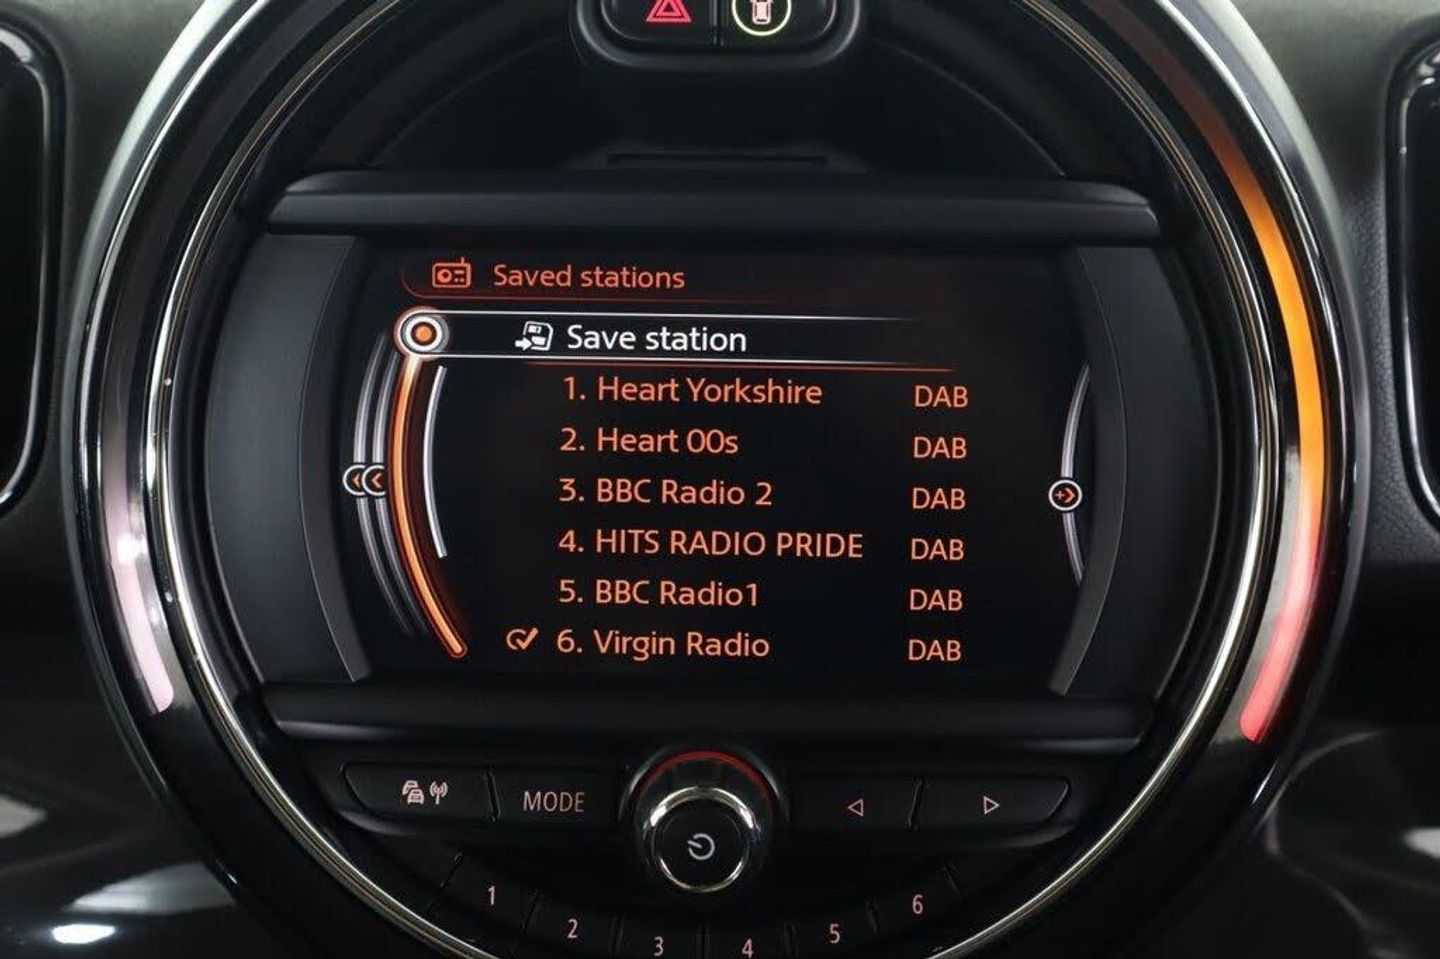 Saved stations
Save station
1. Heart Yorkshire DAB
2. Heart 00s DAB
3. BBC Radio 2 DAB
4. HITS RADIO PRIDE DAB
5. BBC Radio1 DAB
6. Virgin Radio DAB
MODE
1 2 3 4 5 6